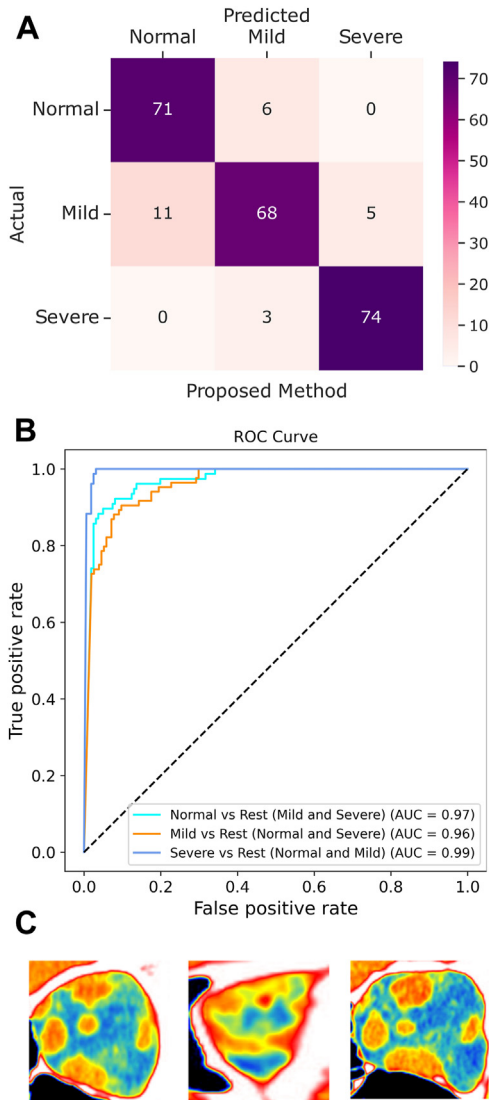 A
Predicted
Normal Mild Severe
Actual
Normal 71 6 0
Mild 11 68 5
Severe 0 3 74
70
60
50
40
30
20
10
0
Proposed Method
B
ROC Curve
True positive rate
1.0
0.8
0.6
0.4
0.2
0.0
Normal vs Rest (Mild and Severe) (AUC = 0.97)
Mild vs Rest (Normal and Severe) (AUC = 0.96)
Severe vs Rest (Normal and Mild) (AUC = 0.99)
0.0 0.2 0.4 0.6 0.8 1.0
False positive rate
C